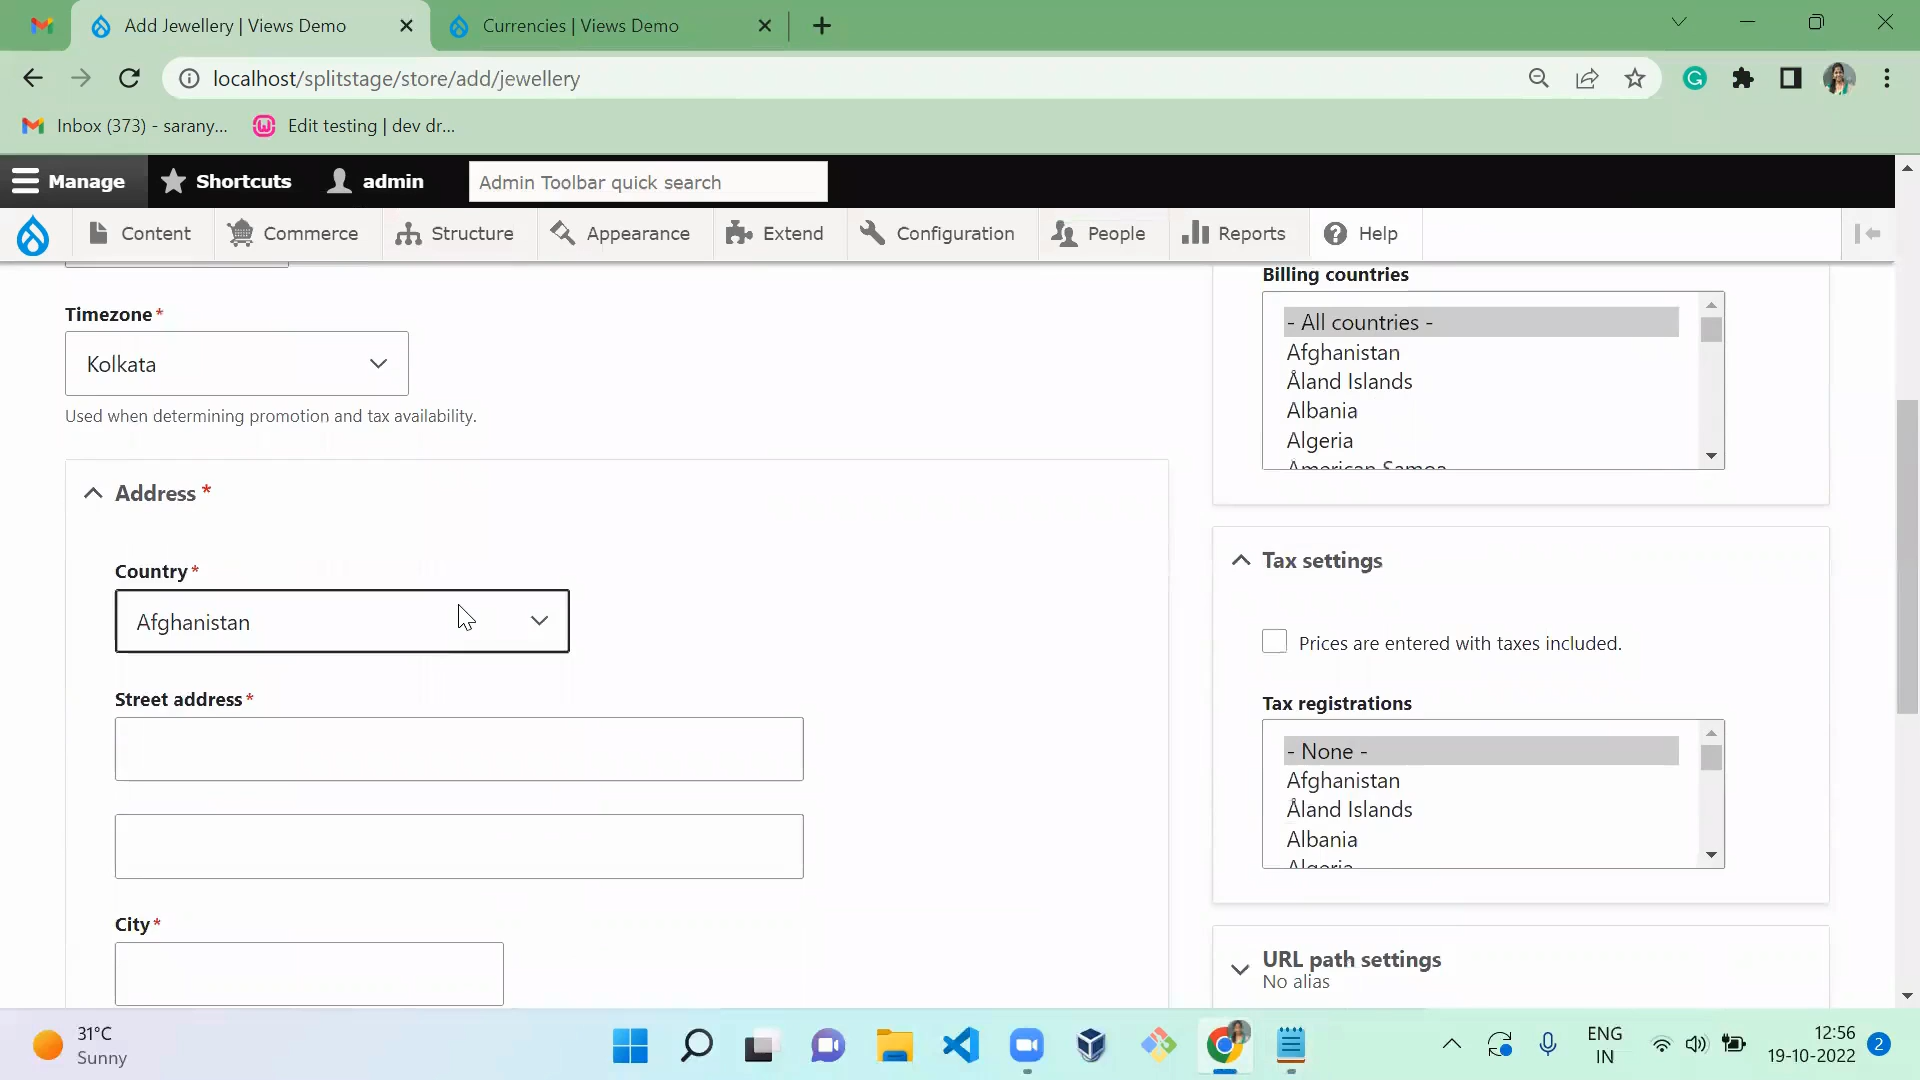 Add Jewellery | Views Demo
Currencies | Views Demo
localhost/splitstage/store/add/jewellery
Inbox (373) - sarany...
Edit testing | dev dr...
Manage
Shortcuts
admin
Admin Toolbar quick search
Content
Commerce
Structure
Appearance
Extend
Configuration
People
Reports
Help
Timezone*
Kolkata
Used when determining promotion and tax availability.
Address *
Country*
Afghanistan
Street address*
City*
Billing countries
- All countries -
Afghanistan
Åland Islands
Albania
Algeria
American Samoa
Tax settings
Prices are entered with taxes included.
Tax registrations
- None -
Afghanistan
Åland Islands
Albania
Algeria
URL path settings
No alias
31°C
Sunny
ENG
IN
12:56
19-10-2022
2